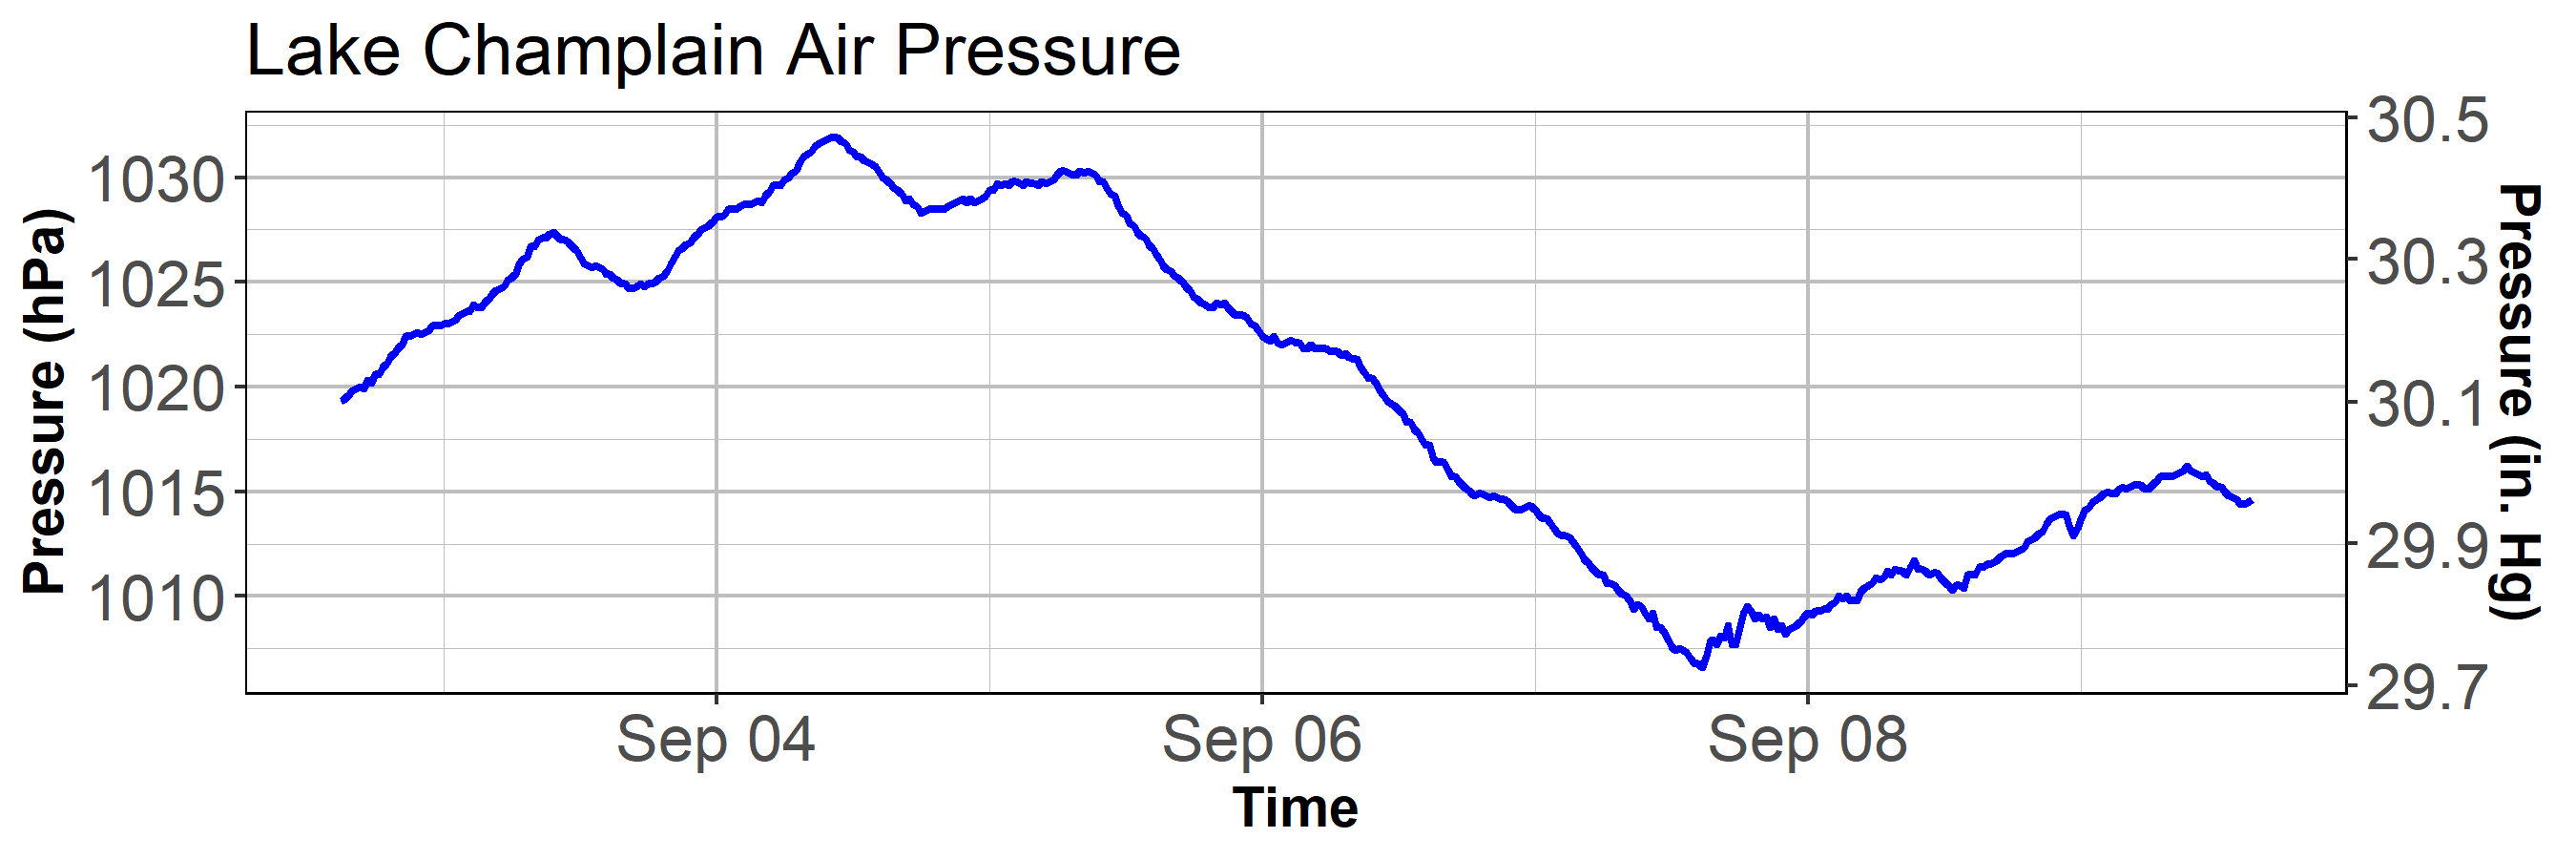 Lake Champlain Air Pressure
Pressure (hPa)
1030
1025
1020
1015
1010
30.5
30.3
30.1
29.9
29.7
Pressure (in. Hg)
Sep 04
Sep 06
Sep 08
Time